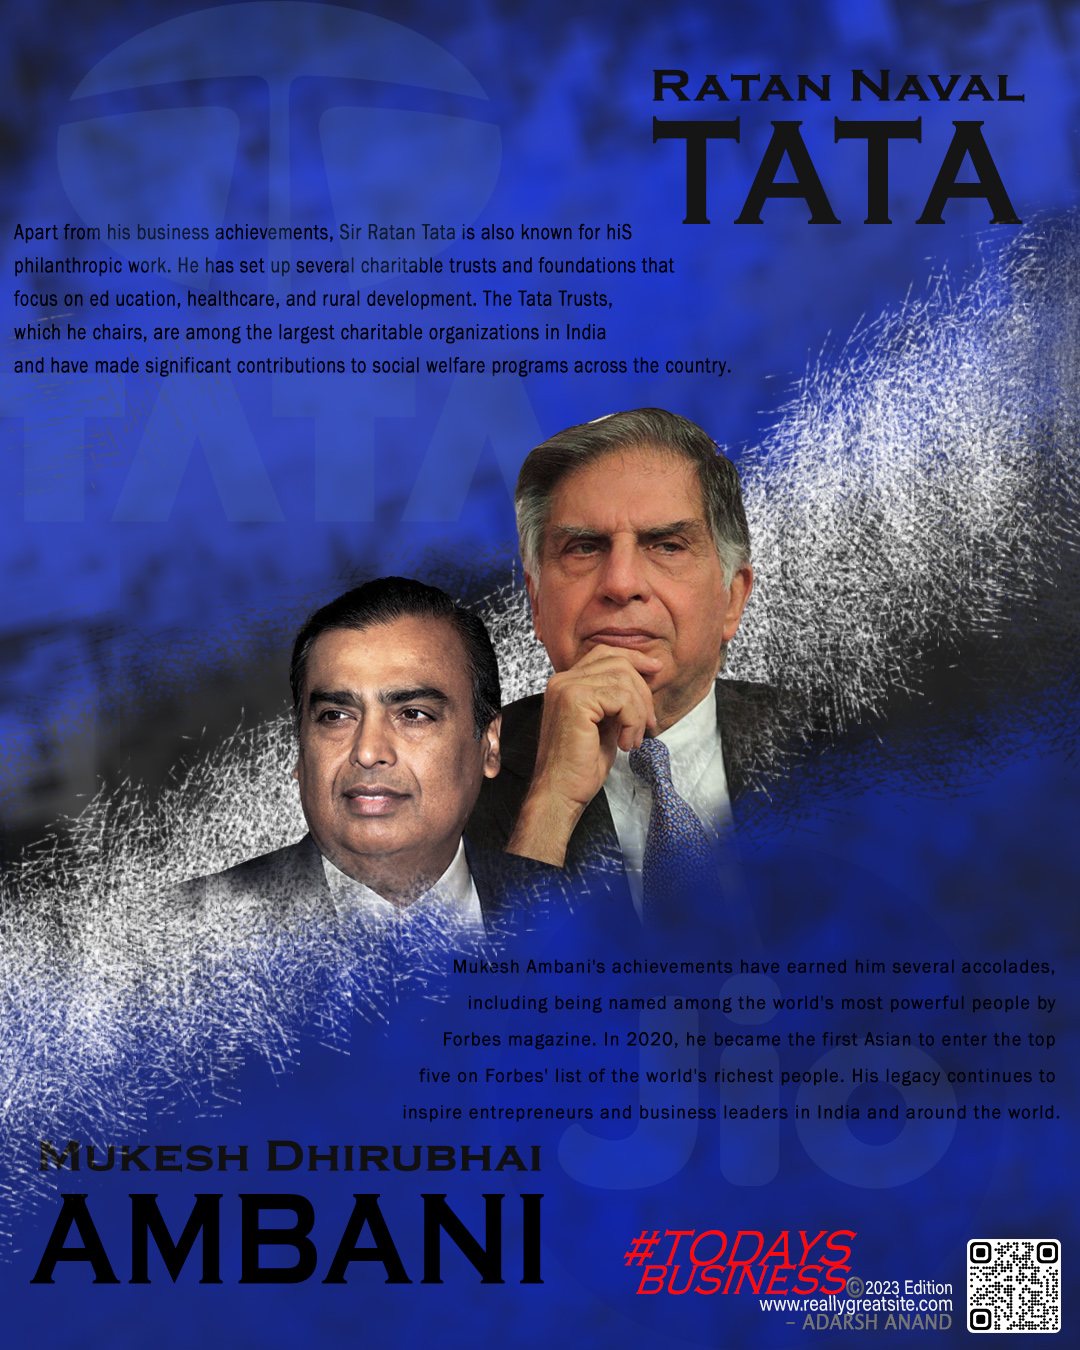 RATAN NAVAL
TATA
Apart from his business achievements, Sir Ratan Tata is also known for hiS
philanthropic work. He has set up several charitable trusts and foundations that
focus on ed ucation, healthcare, and rural development. The Tata Trusts,
which he chairs, are among the largest charitable organizations in India
and have made significant contributions to social welfare programs across the country.
TATA
Mukesh Ambani's achievements have earned him several accolades,
including being named among the world's most powerful people by
Forbes magazine. In 2020, he became the first Asian to enter the top
five on Forbes' list of the world's richest people. His legacy continues to
inspire entrepreneurs and business leaders in India and around the world.
Jio
MUKESH DHIRUBHAI
AMBANI
#TODAYS
BUSINESS
©2023 Edition
www.reallygreatsite.com
- ADARSH ANAND